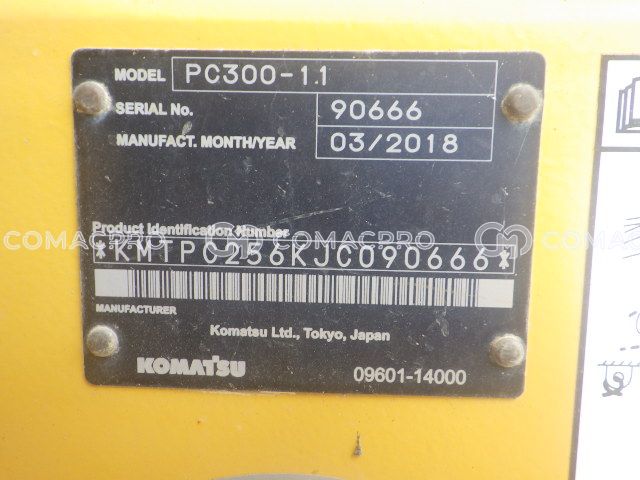 MODEL PC300-11
SERIAL No. 90666
MANUFACT. MONTH/YEAR 03/2018
Product Identification Number
*KMTPC256KJC090666*
COMACPRO COMACPRO COMACPRO
MANUFACTURER
Komatsu Ltd., Tokyo, Japan
KOMATSU 09601-14000